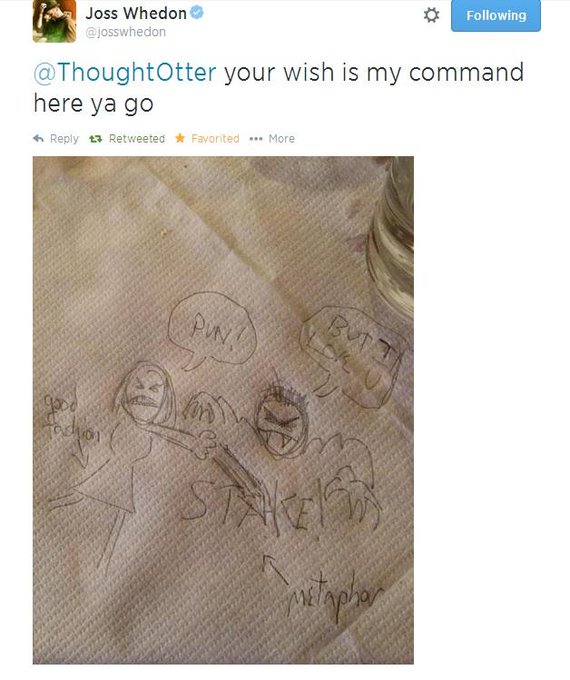 Joss Whedon
@josswhedon
Following
@ThoughtOtter your wish is my command
here ya go
Reply Retweeted Favorited More
PUN!
BUT I
LOVE U
good
fashion
STAKE!
metaphor